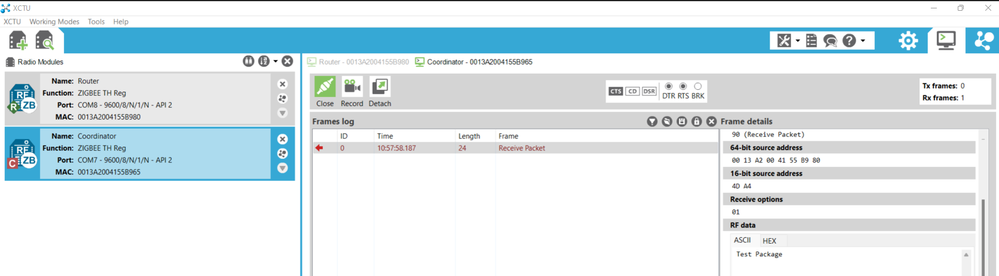 XCTU
XCTU Working Modes Tools Help
Radio Modules
Name: Router
Function: ZIGBEE TH Reg
Port: COM8 - 9600/8/N/1/N - API 2
MAC: 0013A2004155B980
RF
R ZB
Name: Coordinator
Function: ZIGBEE TH Reg
Port: COM7 - 9600/8/N/1/N - API 2
MAC: 0013A2004155B965
RF
C ZB
Router - 0013A2004155B980 Coordinator - 0013A2004155B965
Close Record Detach
CTS CD DSR DTR RTS BRK
Tx frames: 0
Rx frames: 1
Frames log
ID Time Length Frame
0 10:57:58.187 24 Receive Packet
Frame details
90 (Receive Packet)
64-bit source address
00 13 A2 00 41 55 B9 80
16-bit source address
4D A4
Receive options
01
RF data
ASCII HEX
Test Package